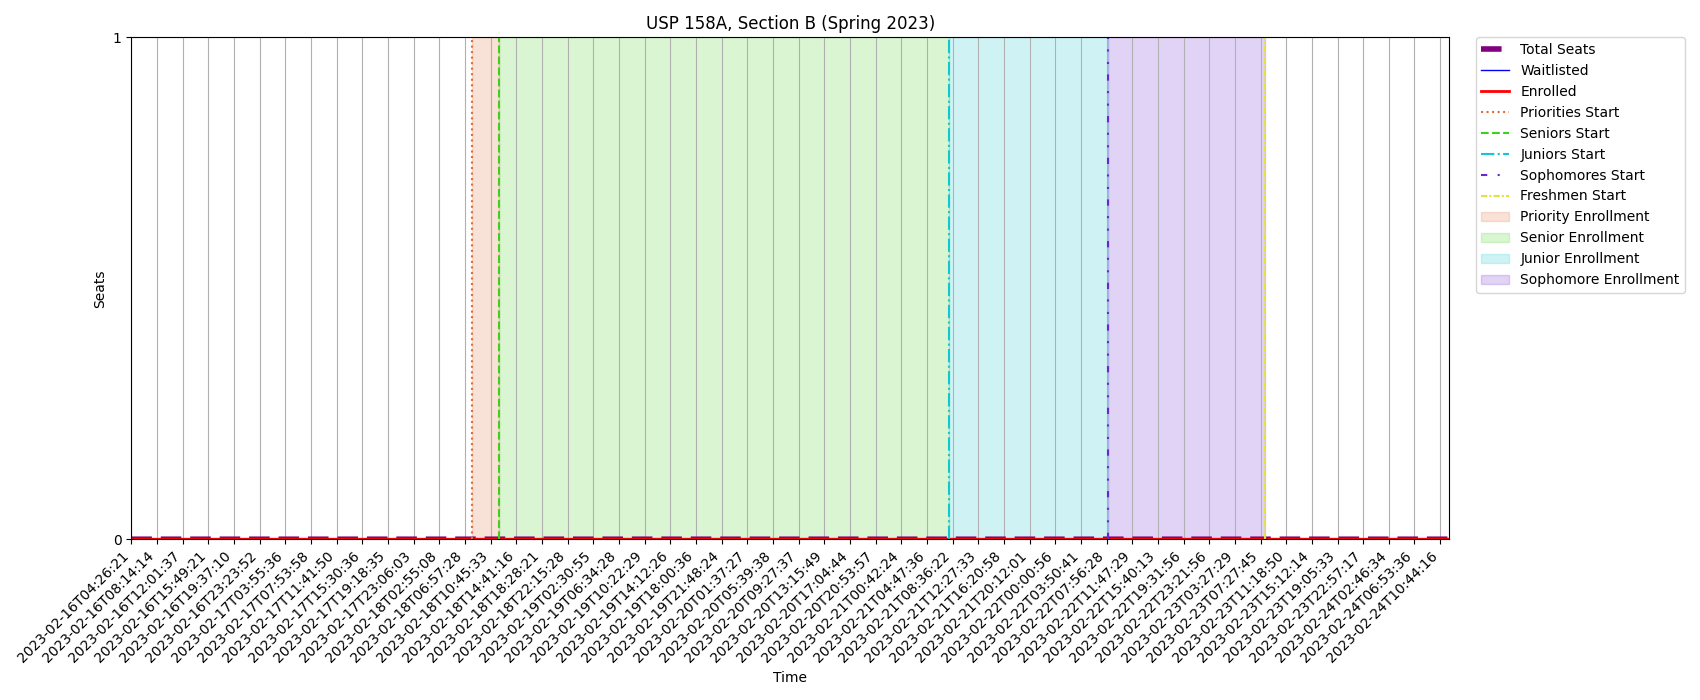 USP 158A, Section B (Spring 2023)
1
0
Seats
Time
2023-02-16T04:26:21
2023-02-16T08:14:14
2023-02-16T12:01:37
2023-02-16T15:49:21
2023-02-16T19:37:10
2023-02-16T23:23:52
2023-02-17T03:55:36
2023-02-17T07:53:58
2023-02-17T11:41:50
2023-02-17T15:30:36
2023-02-17T19:18:35
2023-02-17T23:06:03
2023-02-18T02:55:08
2023-02-18T06:57:28
2023-02-18T10:45:33
2023-02-18T14:41:16
2023-02-18T18:28:21
2023-02-18T22:15:28
2023-02-19T02:30:55
2023-02-19T06:34:28
2023-02-19T10:22:29
2023-02-19T14:12:26
2023-02-19T18:00:36
2023-02-19T21:48:24
2023-02-20T01:37:27
2023-02-20T05:39:38
2023-02-20T09:27:37
2023-02-20T13:15:49
2023-02-20T17:04:44
2023-02-20T20:53:57
2023-02-21T00:42:24
2023-02-21T04:47:36
2023-02-21T08:36:22
2023-02-21T12:27:33
2023-02-21T16:20:58
2023-02-21T20:12:01
2023-02-22T00:00:56
2023-02-22T03:50:41
2023-02-22T07:56:28
2023-02-22T11:47:29
2023-02-22T15:40:13
2023-02-22T19:31:56
2023-02-22T23:21:56
2023-02-23T03:27:29
2023-02-23T07:27:45
2023-02-23T11:18:50
2023-02-23T15:12:14
2023-02-23T19:05:33
2023-02-23T22:57:17
2023-02-24T02:46:34
2023-02-24T06:53:36
2023-02-24T10:44:16
Total Seats
Waitlisted
Enrolled
Priorities Start
Seniors Start
Juniors Start
Sophomores Start
Freshmen Start
Priority Enrollment
Senior Enrollment
Junior Enrollment
Sophomore Enrollment